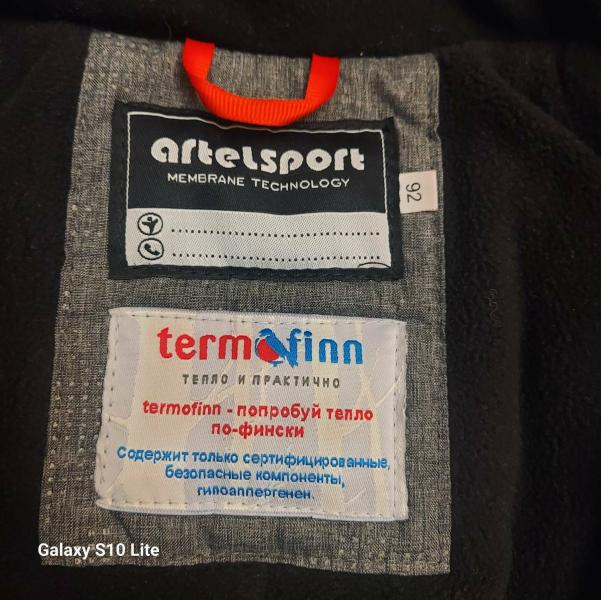 artelsport
MEMBRANE TECHNOLOGY
92
termofinn
ТЕПЛО И ПРАКТИЧНО
termofinn - попробуй тепло
по-фински
Содержит только сертифицированные,
безопасные компоненты,
гипоаллергенен.
Galaxy S10 Lite